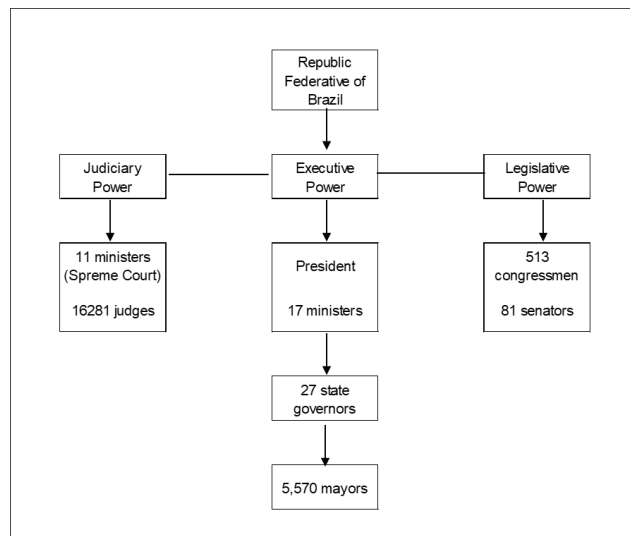 Republic
Federative of
Brazil
Judiciary
Power
Executive
Power
Legislative
Power
11 ministers
(Spreme Court)
16281 judges
President
17 ministers
513
congressmen
81 senators
27 state
governors
5,570 mayors